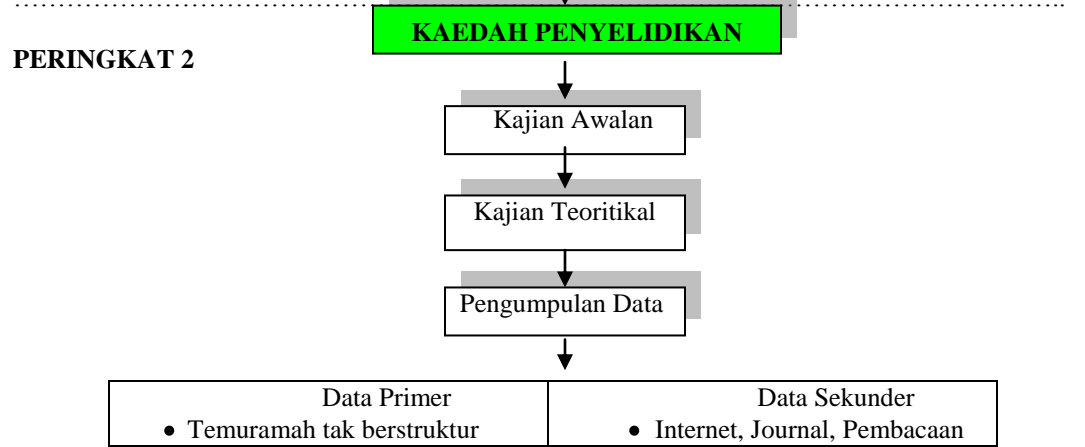 KAEDAH PENYELIDIKAN
PERINGKAT 2
Kajian Awalan
Kajian Teoritikal
Pengumpulan Data
Data Primer
• Temuramah tak berstruktur
Data Sekunder
• Internet, Journal, Pembacaan